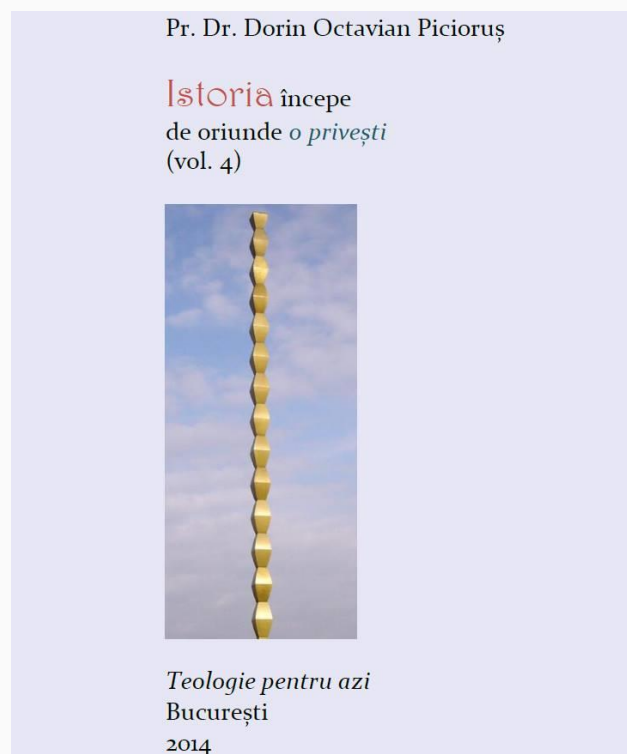 Pr. Dr. Dorin Octavian Picioruș
Istoria începe
de oriunde o privești
(vol. 4)
Teologie pentru azi
București
2014